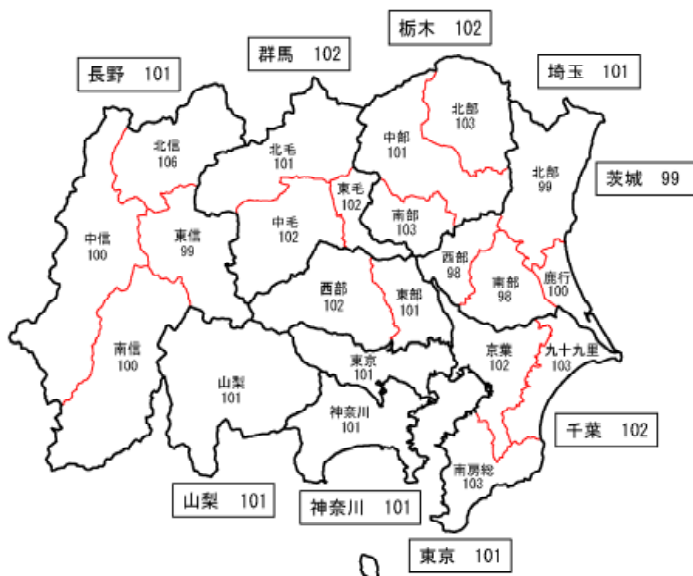 栃木 102
群馬 102
長野 101
埼玉 101
北部
103
北信
106
北毛
101
中部
101
北部
99
茨城 99
東毛
102
中信
100
東信
99
中毛
102
南部
103
西部
98
南部
98
鹿行
100
西部
102
東部
101
南信
100
山梨
101
東京
101
京葉
102
九十九里
103
神奈川
101
千葉 102
南房総
103
山梨 101
神奈川 101
東京 101